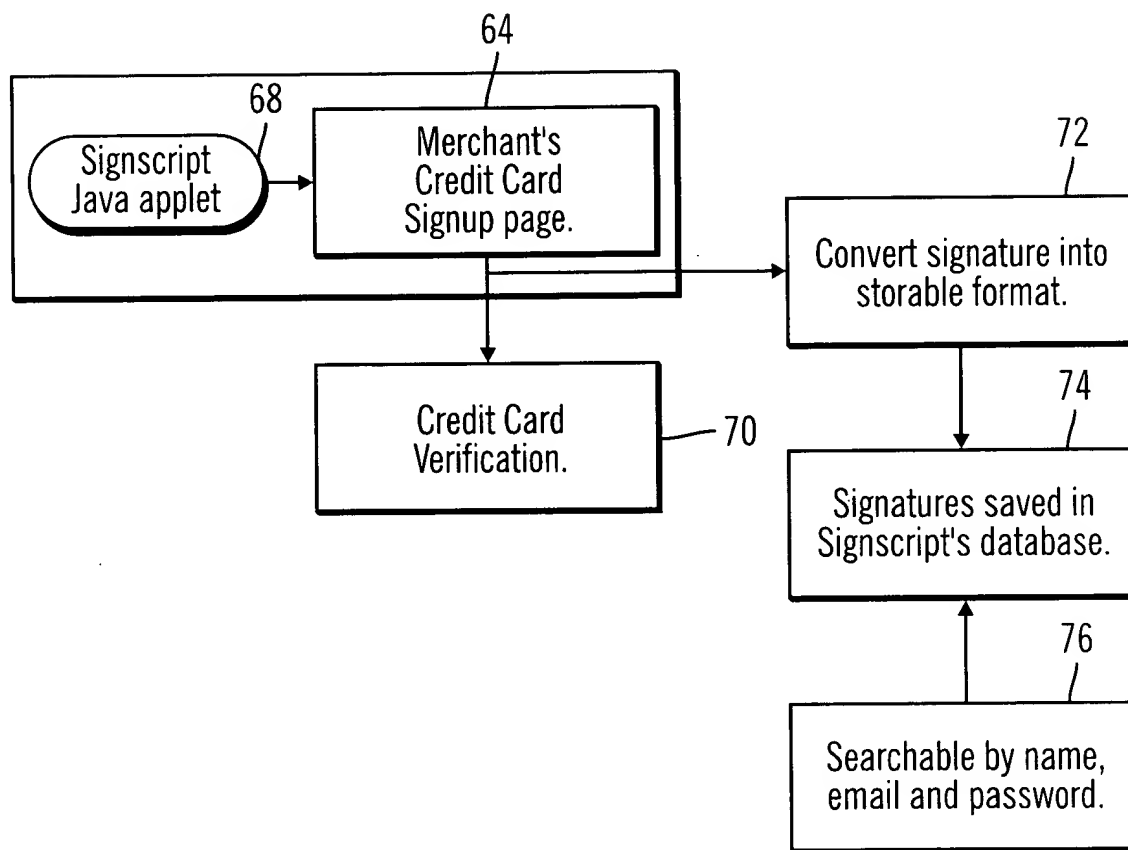 64
68
Signscript
Java applet
Merchant's
Credit Card
Signup page.
72
Convert signature into
storable format.
Credit Card
Verification.
70
74
Signatures saved in
Signscript's database.
76
Searchable by name,
email and password.